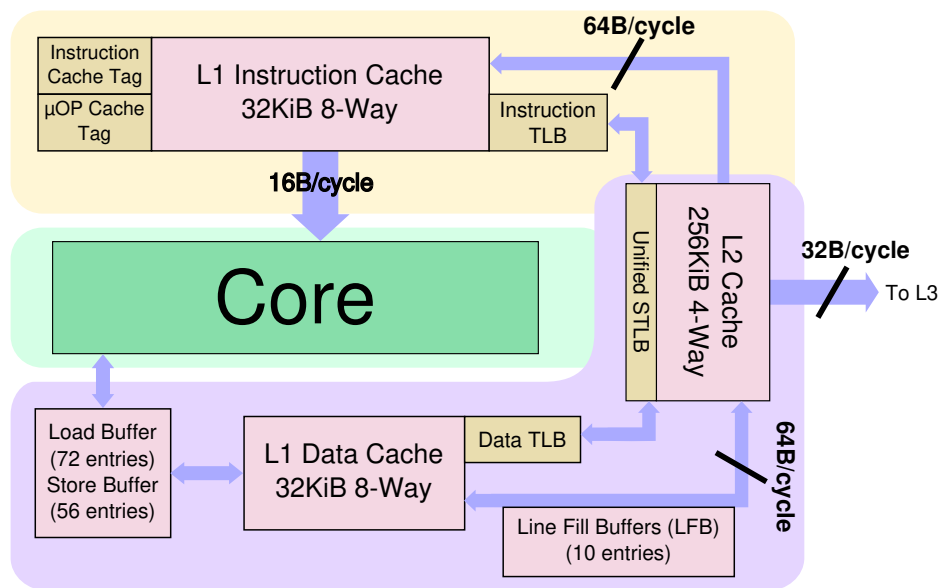 64B/cycle
Instruction
Cache Tag
L1 Instruction Cache
32KiB 8-Way
µOP Cache
Tag
Instruction
TLB
16B/cycle
Core
Unified STLB
L2 Cache
256KiB 4-Way
32B/cycle
To L3
Load Buffer
(72 entries)
Store Buffer
(56 entries)
L1 Data Cache
32KiB 8-Way
Data TLB
64B/cycle
Line Fill Buffers (LFB)
(10 entries)